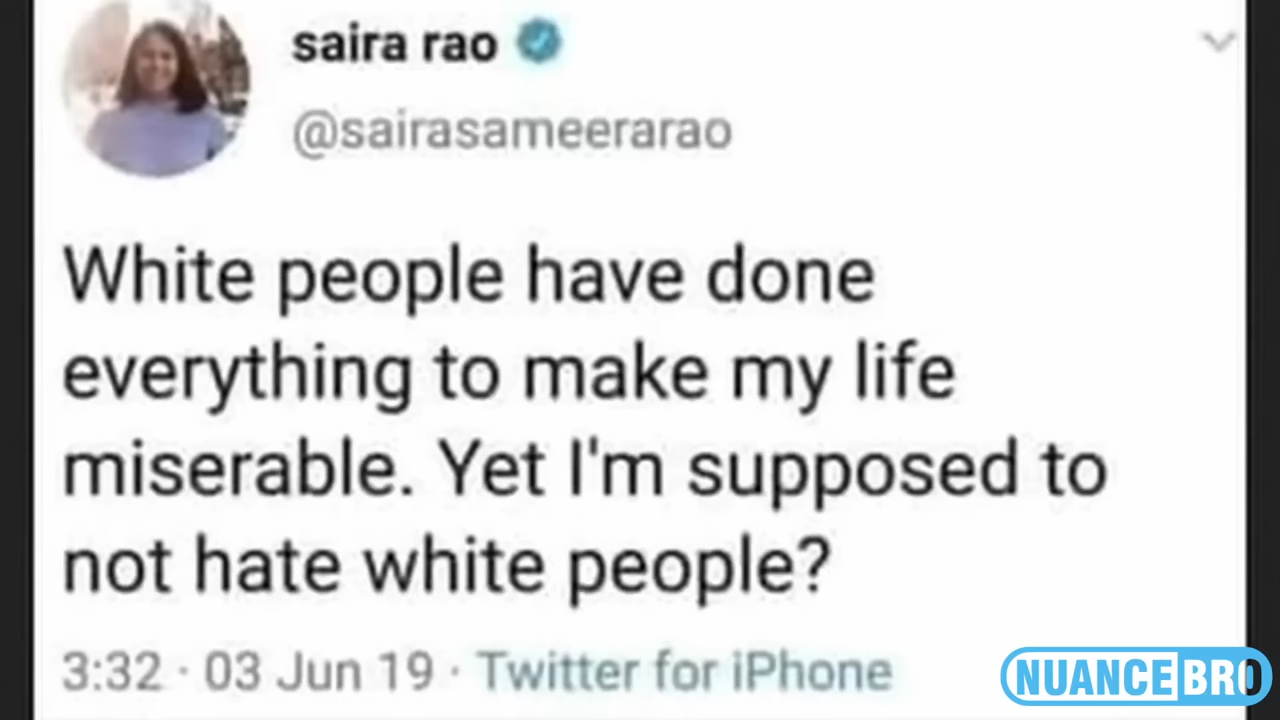 saira rao
@sairasameerarao
White people have done
everything to make my life
miserable. Yet I'm supposed to
not hate white people?
3:32 · 03 Jun 19 · Twitter for iPhone
NUANCEBRO